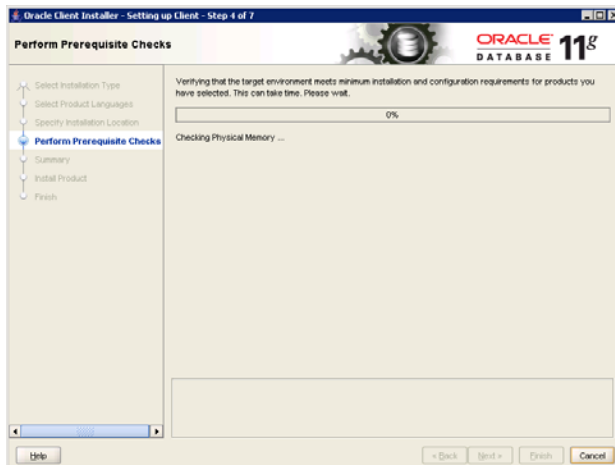 Oracle Client Installer - Setting up Client - Step 4 of 7
Perform Prerequisite Checks
ORACLE
DATABASE
11g
Select Installation Type
Select Product Languages
Specify Installation Location
Perform Prerequisite Checks
Summary
Install Product
Finish
Verifying that the target environment meets minimum installation and configuration requirements for products you
have selected. This can take time. Please wait.
0%
Checking Physical Memory ...
Help
< Back
Next >
Finish
Cancel